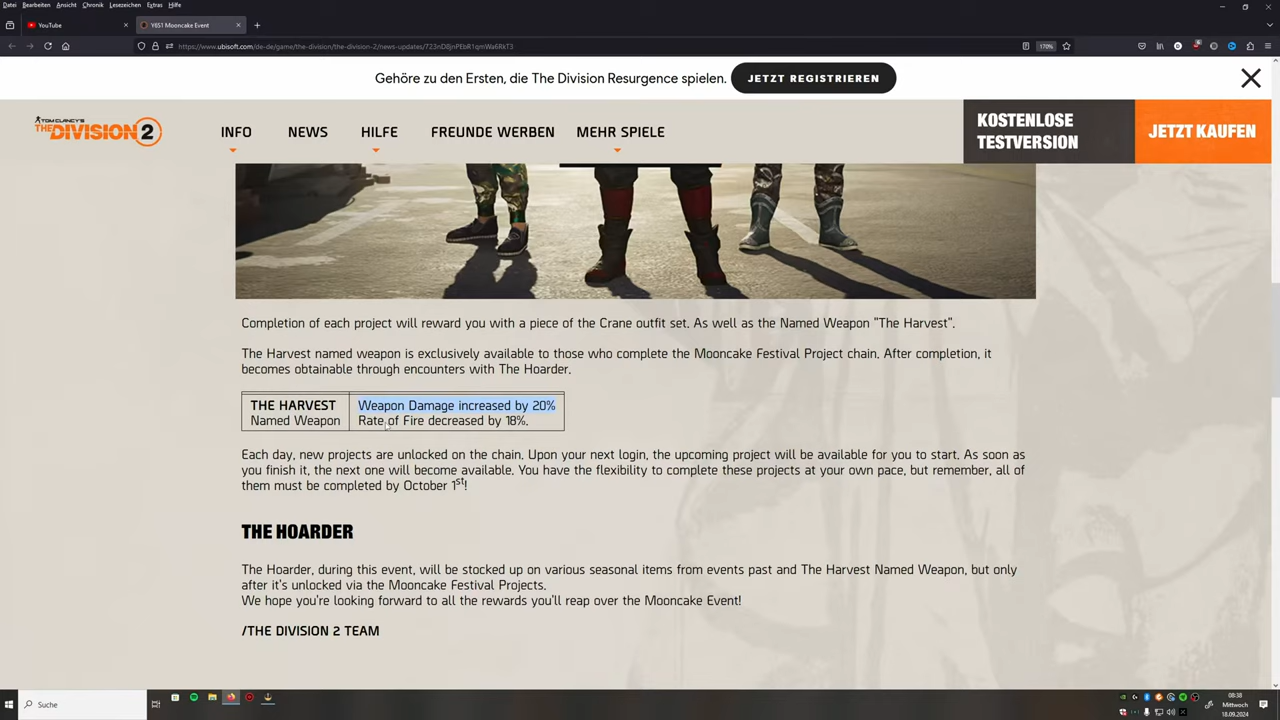 Datei Bearbeiten Ansicht Chronik Lesezeichen Extras Hilfe
YouTube
Y6S1 Mooncake Event
https://www.ubisoft.com/de-de/game/the-division/the-division-2/news-updates/723nD8jnPEbR1qmWa6RkT3
170%
Gehöre zu den Ersten, die The Division Resurgence spielen.
JETZT REGISTRIEREN
TOM CLANCY'S
THE DIVISION 2
INFO
NEWS
HILFE
FREUNDE WERBEN
MEHR SPIELE
KOSTENLOSE
TESTVERSION
JETZT KAUFEN
Completion of each project will reward you with a piece of the Crane outfit set. As well as the Named Weapon "The Harvest".
The Harvest named weapon is exclusively available to those who complete the Mooncake Festival Project chain. After completion, it
becomes obtainable through encounters with The Hoarder.
THE HARVEST
Named Weapon
Weapon Damage increased by 20%
Rate of Fire decreased by 18%.
Each day, new projects are unlocked on the chain. Upon your next login, the upcoming project will be available for you to start. As soon as
you finish it, the next one will become available. You have the flexibility to complete these projects at your own pace, but remember, all of
them must be completed by October 1st!
THE HOARDER
The Hoarder, during this event, will be stocked up on various seasonal items from events past and The Harvest Named Weapon, but only
after it's unlocked via the Mooncake Festival Projects.
We hope you're looking forward to all the rewards you'll reap over the Mooncake Event!
/THE DIVISION 2 TEAM
Suche
08:38
Mittwoch
18.09.2024